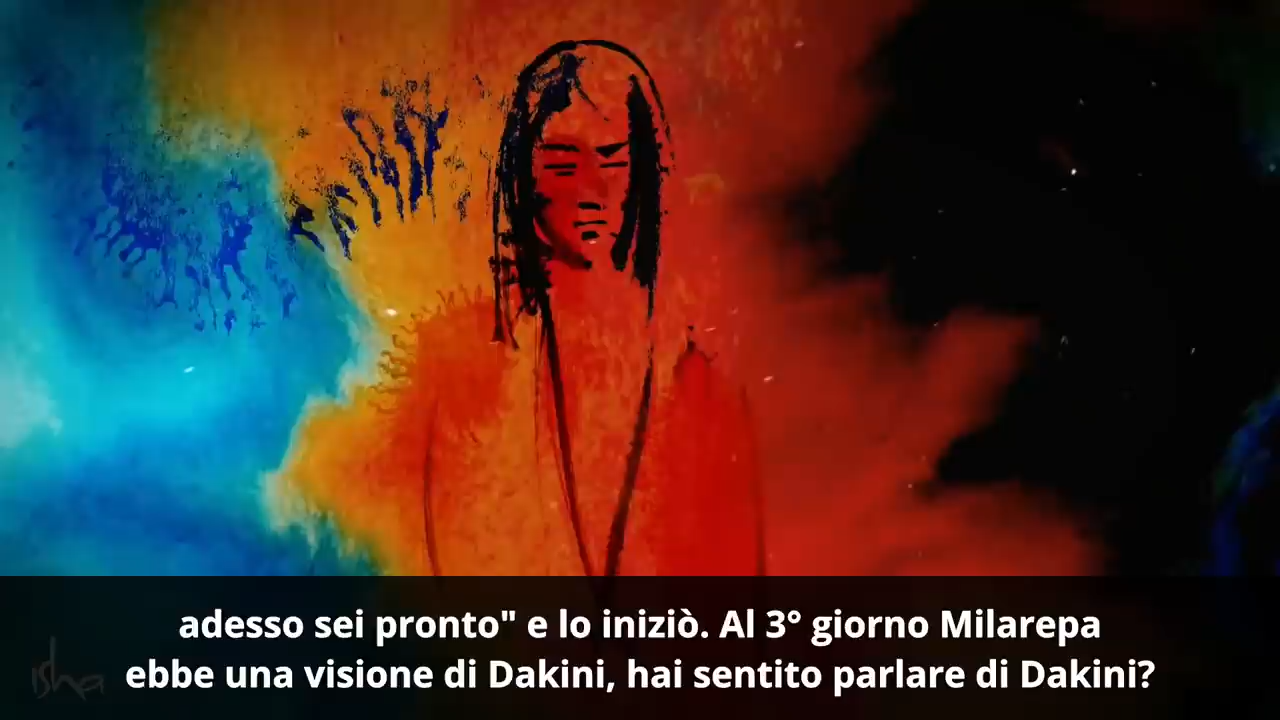 adesso sei pronto" e lo iniziò. Al 3° giorno Milarepa
ebbe una visione di Dakini, hai sentito parlare di Dakini?
isha